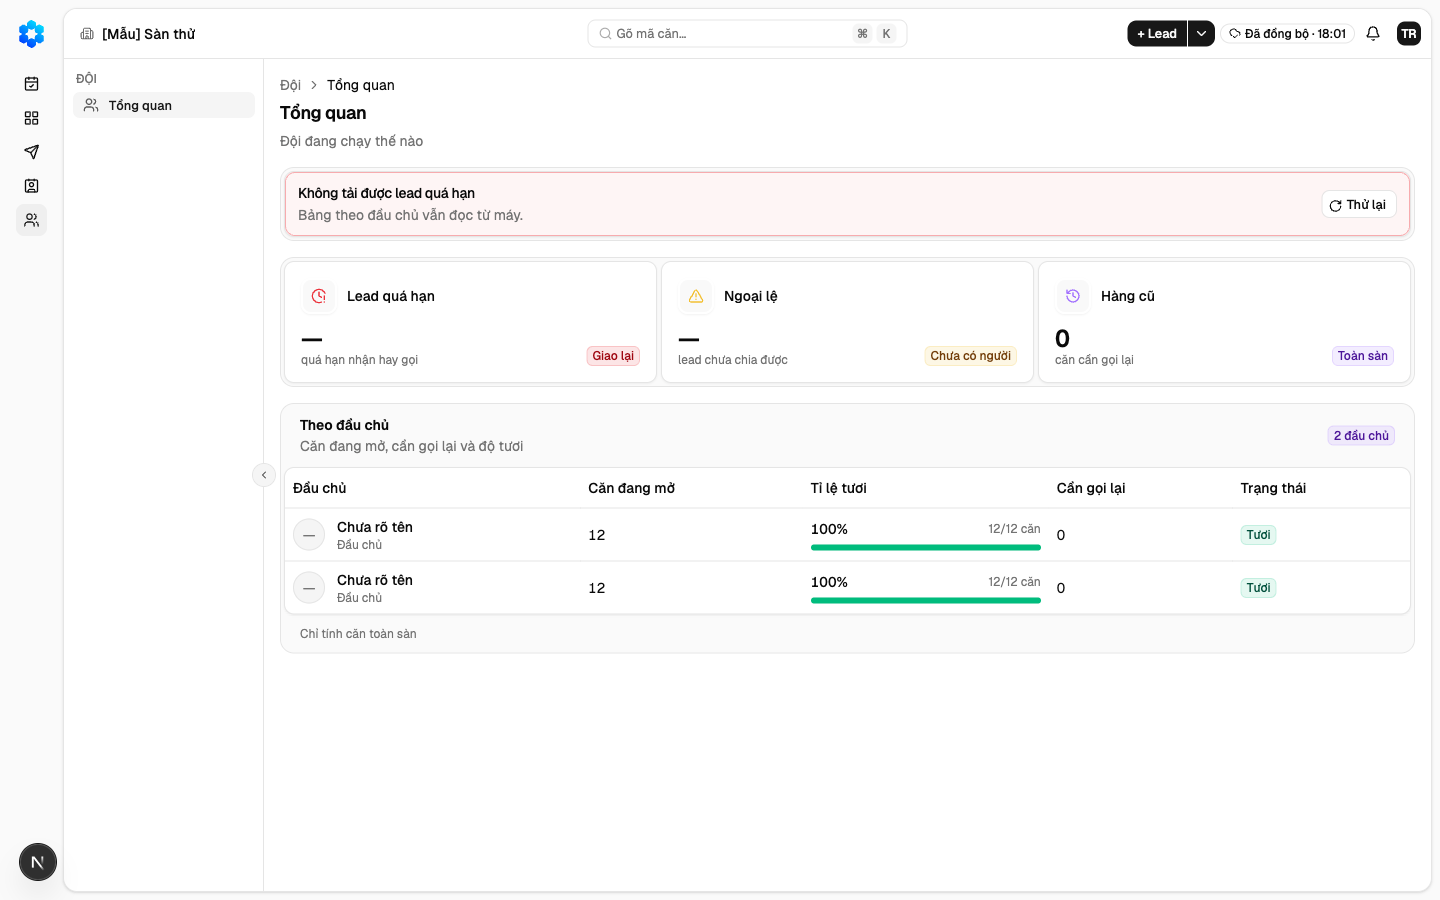 [Mẫu] Sàn thử
Gõ mã căn...
⌘ K
+ Lead
Đã đồng bộ · 18:01
TR
ĐỘI
Tổng quan
Đội > Tổng quan
Tổng quan
Đội đang chạy thế nào
Không tải được lead quá hạn
Bảng theo đầu chủ vẫn đọc từ máy.
Thử lại
Lead quá hạn
—
quá hạn nhận hay gọi
Giao lại
Ngoại lệ
—
lead chưa chia được
Chưa có người
Hàng cũ
0
căn cần gọi lại
Toàn sàn
Theo đầu chủ
Căn đang mở, cần gọi lại và độ tươi
2 đầu chủ
Đầu chủ Căn đang mở Tỉ lệ tươi Cần gọi lại Trạng thái
— Chưa rõ tên 12 100% 12/12 căn 0 Tươi
Đầu chủ
— Chưa rõ tên 12 100% 12/12 căn 0 Tươi
Đầu chủ
Chỉ tính căn toàn sàn
N